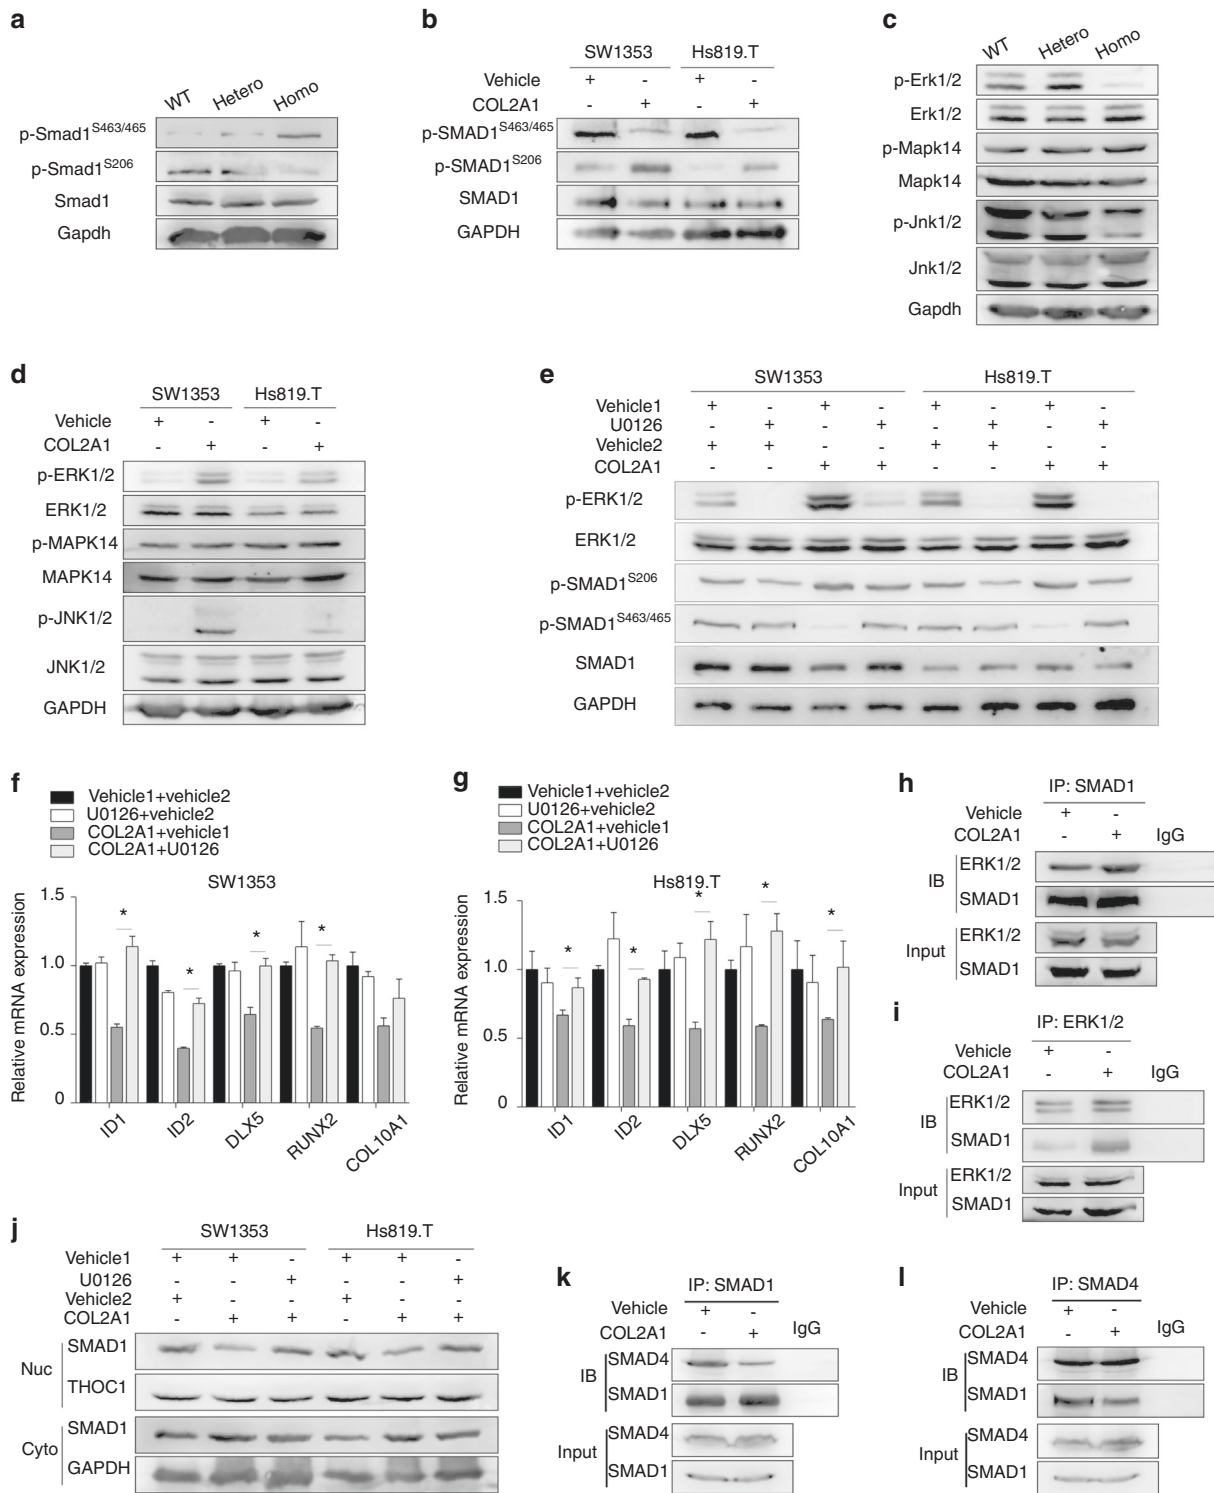 a
WT Hetero Homo
p-Smad1S463/465
p-Smad1S206
Smad1
Gapdh
b
SW1353 Hs819.T
Vehicle + - + -
COL2A1 - + - +
p-SMAD1S463/465
p-SMAD1S206
SMAD1
GAPDH
c
WT Hetero Homo
p-Erk1/2
Erk1/2
p-Mapk14
Mapk14
p-Jnk1/2
Jnk1/2
Gapdh
d
SW1353 Hs819.T
Vehicle + - + -
COL2A1 - + - +
p-ERK1/2
ERK1/2
p-MAPK14
MAPK14
p-JNK1/2
JNK1/2
GAPDH
e
SW1353 Hs819.T
Vehicle1 + - + - + - + -
U0126 - + - + - + - +
Vehicle2 + + - - + + - -
COL2A1 - - + + - - + +
p-ERK1/2
ERK1/2
p-SMAD1S206
p-SMAD1S463/465
SMAD1
GAPDH
f
Vehicle1+vehicle2
U0126+vehicle2
COL2A1+vehicle1
COL2A1+U0126
SW1353
Relative mRNA expression
1.5
1.0
0.5
0
* * * *
ID1 ID2 DLX5 RUNX2 COL10A1
g
Vehicle1+vehicle2
U0126+vehicle2
COL2A1+vehicle1
COL2A1+U0126
Hs819.T
Relative mRNA expression
1.5
1.0
0.5
0
* * * * *
ID1 ID2 DLX5 RUNX2 COL10A1
h
IP: SMAD1
Vehicle + -
COL2A1 - + IgG
IB
ERK1/2
SMAD1
Input
ERK1/2
SMAD1
i
IP: ERK1/2
Vehicle + -
COL2A1 - + IgG
IB
ERK1/2
SMAD1
Input
ERK1/2
SMAD1
j
SW1353 Hs819.T
Vehicle1 + + - + + -
U0126 - - + - - +
Vehicle2 + - - + - -
COL2A1 - + + - + +
Nuc
SMAD1
THOC1
Cyto
SMAD1
GAPDH
k
IP: SMAD1
Vehicle + -
COL2A1 - + IgG
IB
SMAD4
SMAD1
Input
SMAD4
SMAD1
l
IP: SMAD4
Vehicle + -
COL2A1 - + IgG
IB
SMAD4
SMAD1
Input
SMAD4
SMAD1